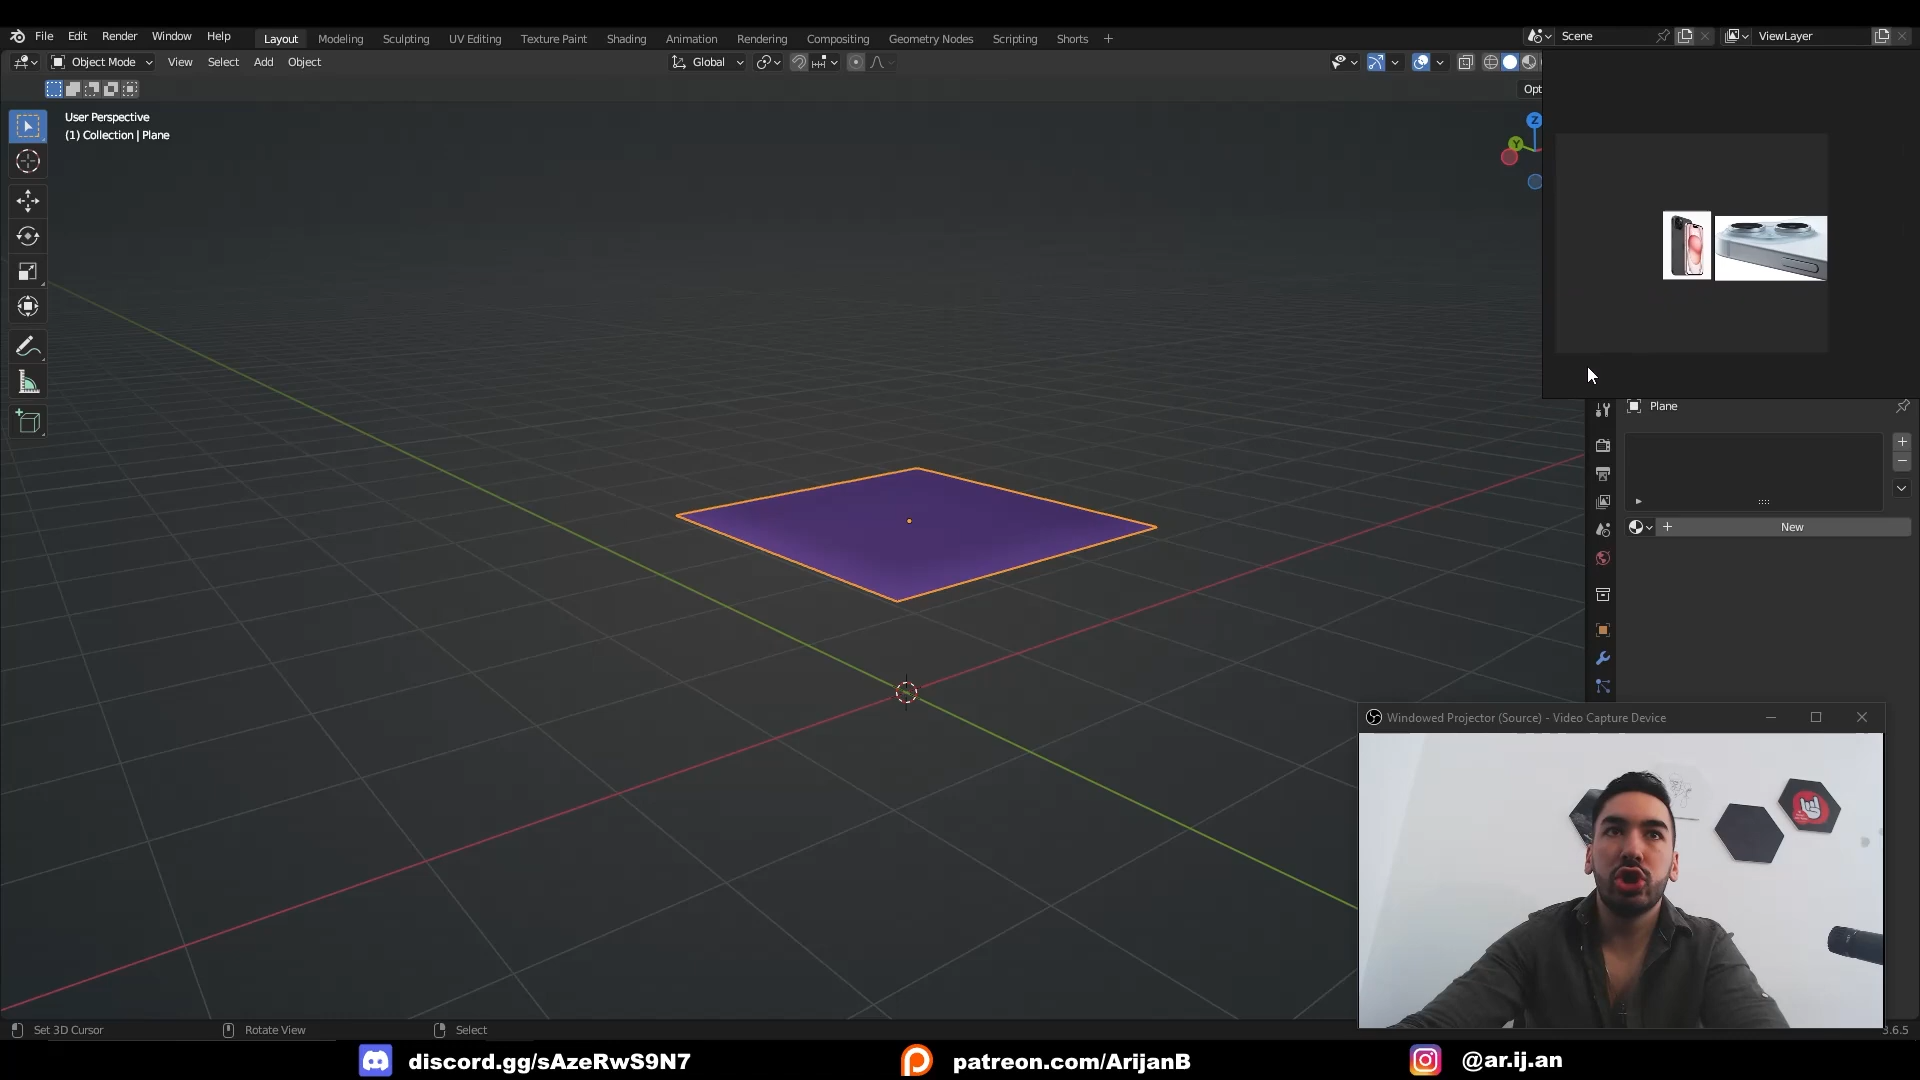 File Edit Render Window Help
Layout Modeling Sculpting UV Editing Texture Paint Shading Animation Rendering Compositing Geometry Nodes Scripting Shorts +
Scene
ViewLayer
Object Mode View Select Add Object
Global
Opt
User Perspective
(1) Collection | Plane
Z
Y
Plane
New
Windowed Projector (Source) - Video Capture Device
Set 3D Cursor Rotate View Select
3.6.5
discord.gg/sAzeRwS9N7 patreon.com/ArijanB @ar.ij.an